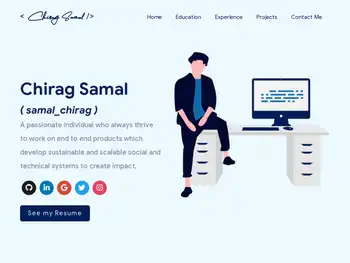 < Chirag Samal />
Home Education Experience Projects Contact Me
Chirag Samal
( samal_chirag )
A passionate individual who always thrive
to work on end to end products which
develop sustainable and scalable social and
technical systems to create impact.
See my Resume